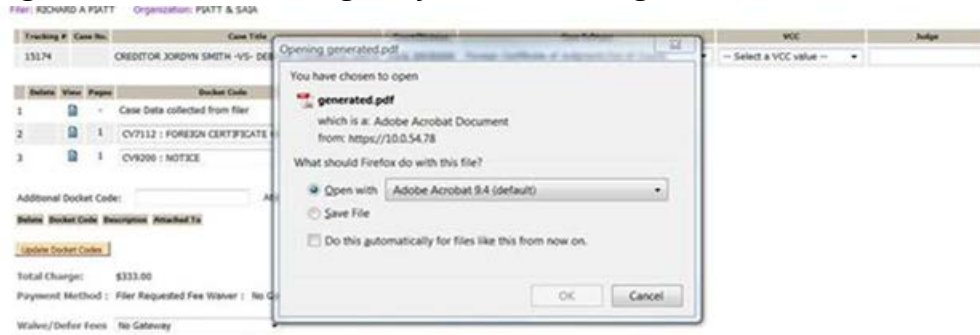 Filer: RICHARD A PIATT Organization: PIATT & SAIA
Tracking # Case No. Case Title VCC Judge
15174 CREDITOR JORDYN SMITH -VS- DEB -- Select a VCC value --
Opening generated.pdf
You have chosen to open
generated.pdf
which is a: Adobe Acrobat Document
from: https://10.0.54.78
What should Firefox do with this file?
Open with Adobe Acrobat 9.4 (default)
Save File
Do this automatically for files like this from now on.
OK Cancel
Delete View Pages Docket Code
1 - Case Data collected from filer
2 1 CV7112 : FOREIGN CERTIFICATE
3 1 CV9200 : NOTICE
Additional Docket Code:
Delete Docket Code Description Attached To
Update Docket Codes
Total Charge: $333.00
Payment Method : Filer Requested Fee Waiver : No
Waive/Defer Fees No Gateway